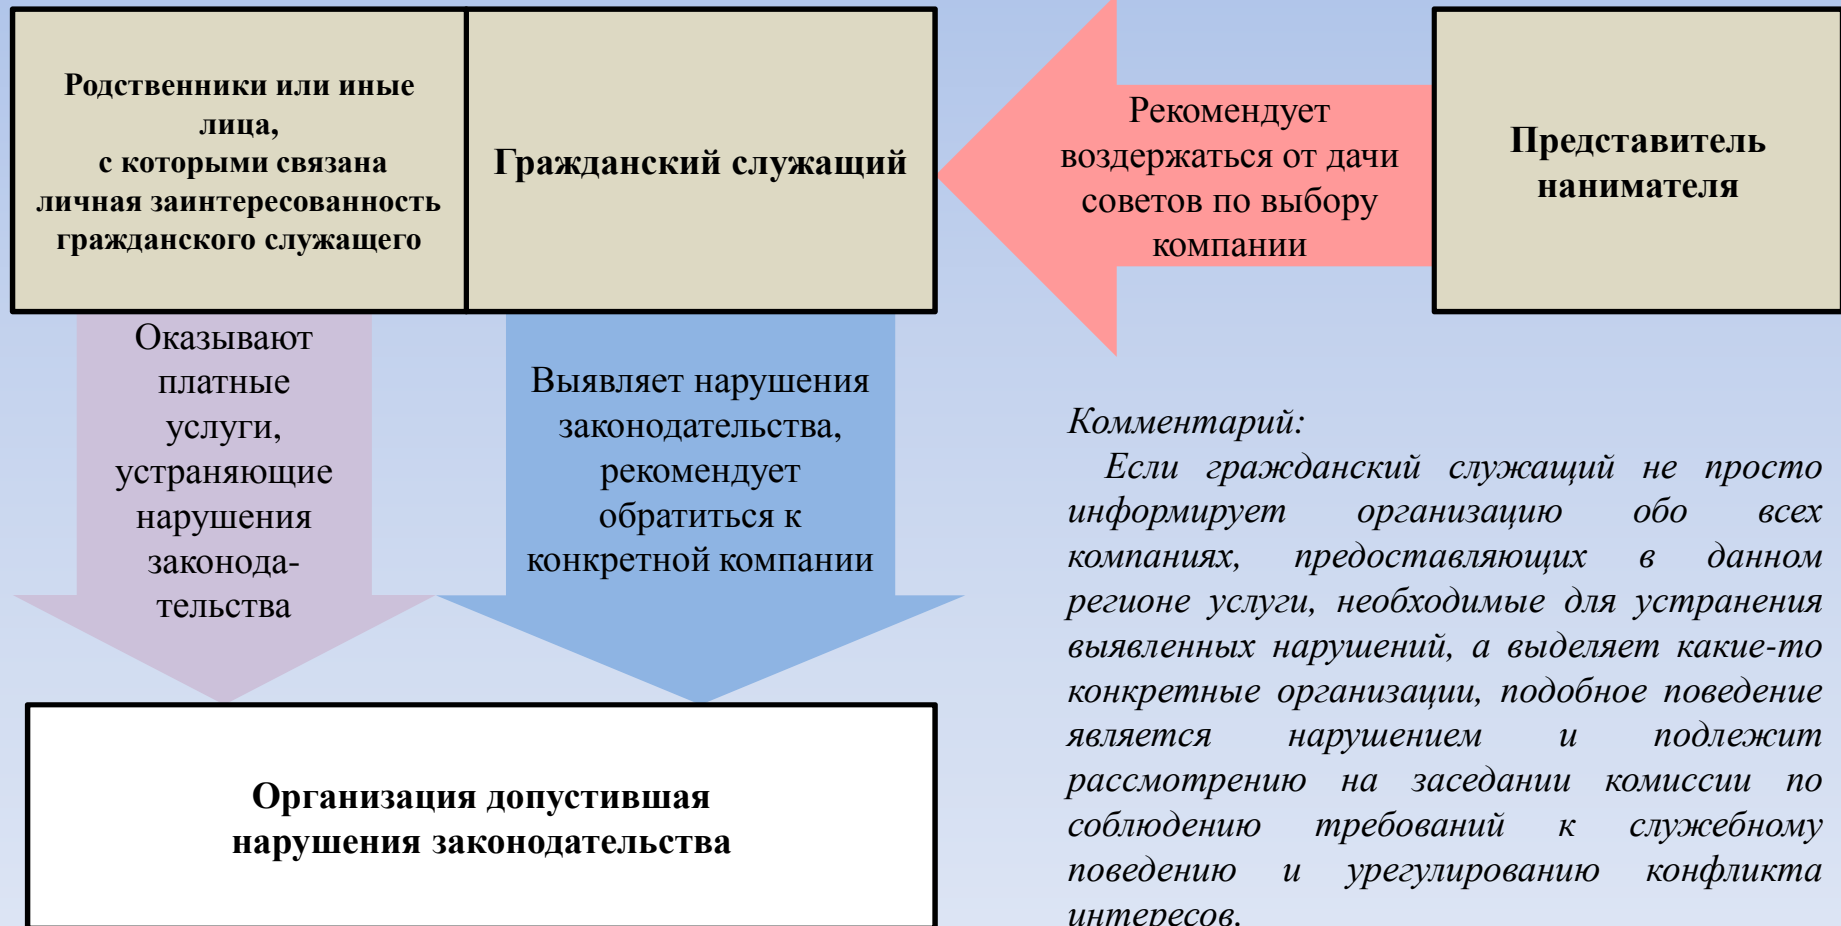 Родственники или иные
лица,
с которыми связана
личная заинтересованность
гражданского служащего
Гражданский служащий
Рекомендует
воздержаться от дачи
советов по выбору
компании
Представитель
нанимателя
Оказывают
платные
услуги,
устраняющие
нарушения
законода-
тельства
Выявляет нарушения
законодательства,
рекомендует
обратиться к
конкретной компании
Организация допустившая
нарушения законодательства
Комментарий:
Если гражданский служащий не просто
информирует организацию обо всех
компаниях, предоставляющих в данном
регионе услуги, необходимые для устранения
выявленных нарушений, а выделяет какие-то
конкретные организации, подобное поведение
является нарушением и подлежит
рассмотрению на заседании комиссии по
соблюдению требований к служебному
поведению и урегулированию конфликта
интересов.